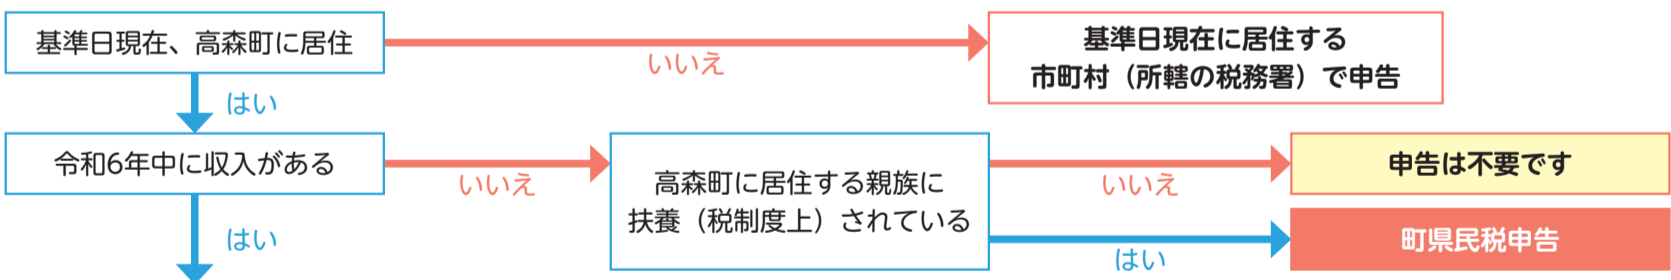 基準日現在、高森町に居住
いいえ
基準日現在に居住する
市町村（所轄の税務署）で申告
はい
令和6年中に収入がある
いいえ
高森町に居住する親族に
扶養（税制度上）されている
いいえ
申告は不要です
はい
町県民税申告
はい